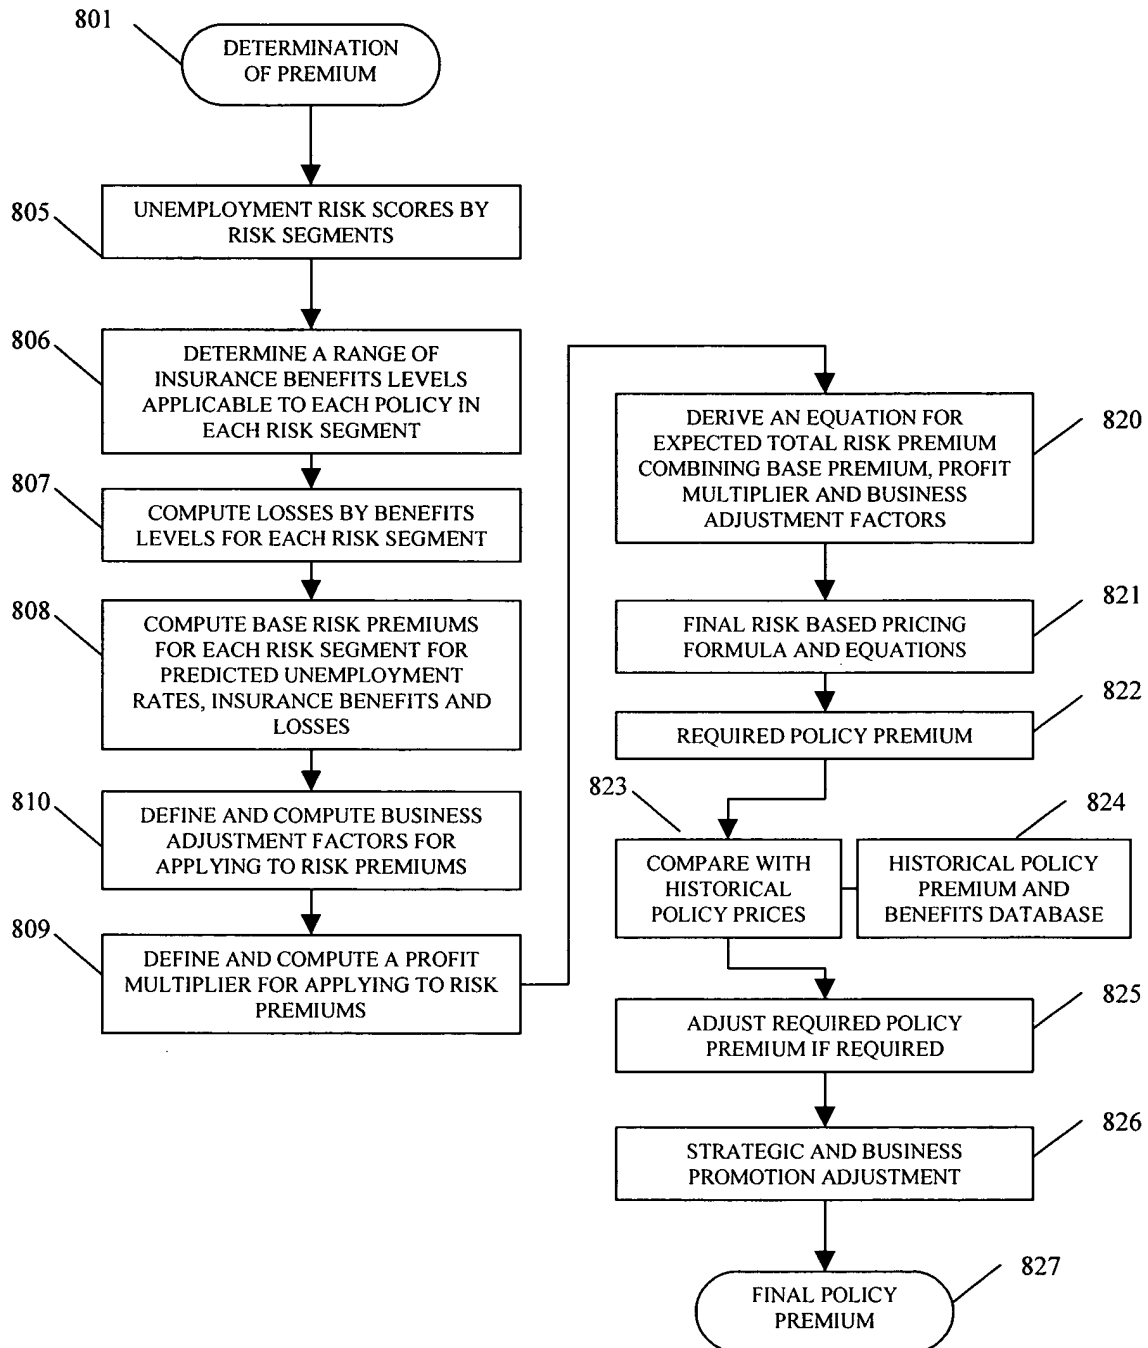 801
DETERMINATION
OF PREMIUM
805
UNEMPLOYMENT RISK SCORES BY
RISK SEGMENTS
806
DETERMINE A RANGE OF
INSURANCE BENEFITS LEVELS
APPLICABLE TO EACH POLICY IN
EACH RISK SEGMENT
807
COMPUTE LOSSES BY BENEFITS
LEVELS FOR EACH RISK SEGMENT
808
COMPUTE BASE RISK PREMIUMS
FOR EACH RISK SEGMENT FOR
PREDICTED UNEMPLOYMENT
RATES, INSURANCE BENEFITS AND
LOSSES
810
DEFINE AND COMPUTE BUSINESS
ADJUSTMENT FACTORS FOR
APPLYING TO RISK PREMIUMS
809
DEFINE AND COMPUTE A PROFIT
MULTIPLIER FOR APPLYING TO RISK
PREMIUMS
820
DERIVE AN EQUATION FOR
EXPECTED TOTAL RISK PREMIUM
COMBINING BASE PREMIUM, PROFIT
MULTIPLIER AND BUSINESS
ADJUSTMENT FACTORS
821
FINAL RISK BASED PRICING
FORMULA AND EQUATIONS
822
REQUIRED POLICY PREMIUM
823
COMPARE WITH
HISTORICAL
POLICY PRICES
824
HISTORICAL POLICY
PREMIUM AND
BENEFITS DATABASE
825
ADJUST REQUIRED POLICY
PREMIUM IF REQUIRED
826
STRATEGIC AND BUSINESS
PROMOTION ADJUSTMENT
827
FINAL POLICY
PREMIUM